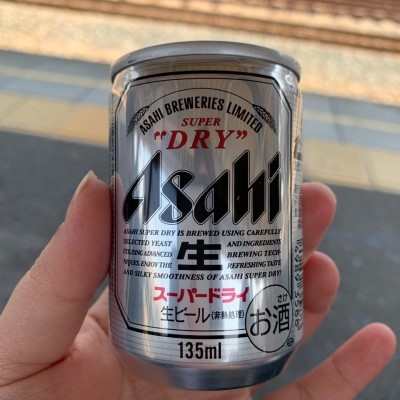 ASAHI BREWERIES LIMITED
SUPER
"DRY"
Asahi
ASAHI SUPER DRY IS BREWED USING CAREFULLY
SELECTED YEAST AND INGREDIENTS
UTILISING ADVANCED BREWING TECH-
NIQUES. ENJOY THE REFRESHING TASTE
生
AND SILKY SMOOTHNESS OF ASAHI SUPER DRY!
スーパードライ
生ビール(非熱処理)
さけ
お酒
135ml